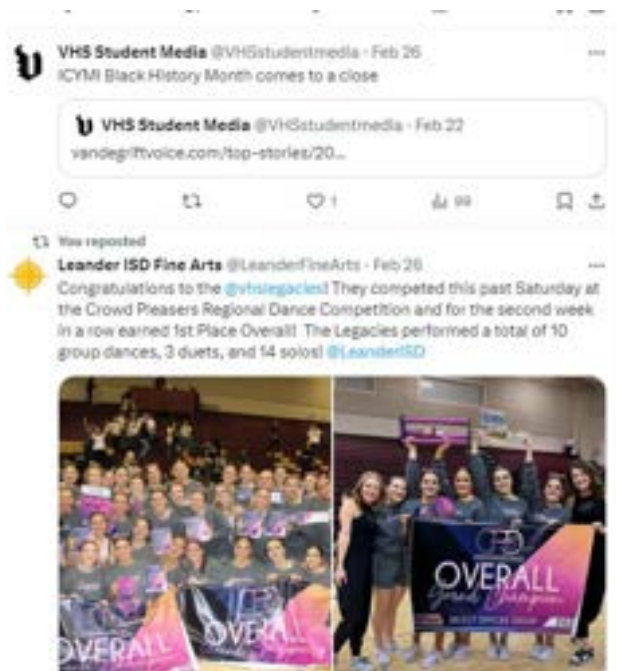 VHS Student Media @VHSstudentmedia · Feb 26
ICYMI Black History Month comes to a close
VHS Student Media @VHSstudentmedia · Feb 22
vandegriftvoice.com/top-stories/20...
1
99
You reposted
Leander ISD Fine Arts @LeanderFineArts · Feb 26
Congratulations to the @vhslegacies! They competed this past Saturday at
the Crowd Pleasers Regional Dance Competition and for the second week
in a row earned 1st Place Overall! The Legacies performed a total of 10
group dances, 3 duets, and 14 solos! @LeanderISD
OVERALL
OVERALL
OVERALL
Grand Champion